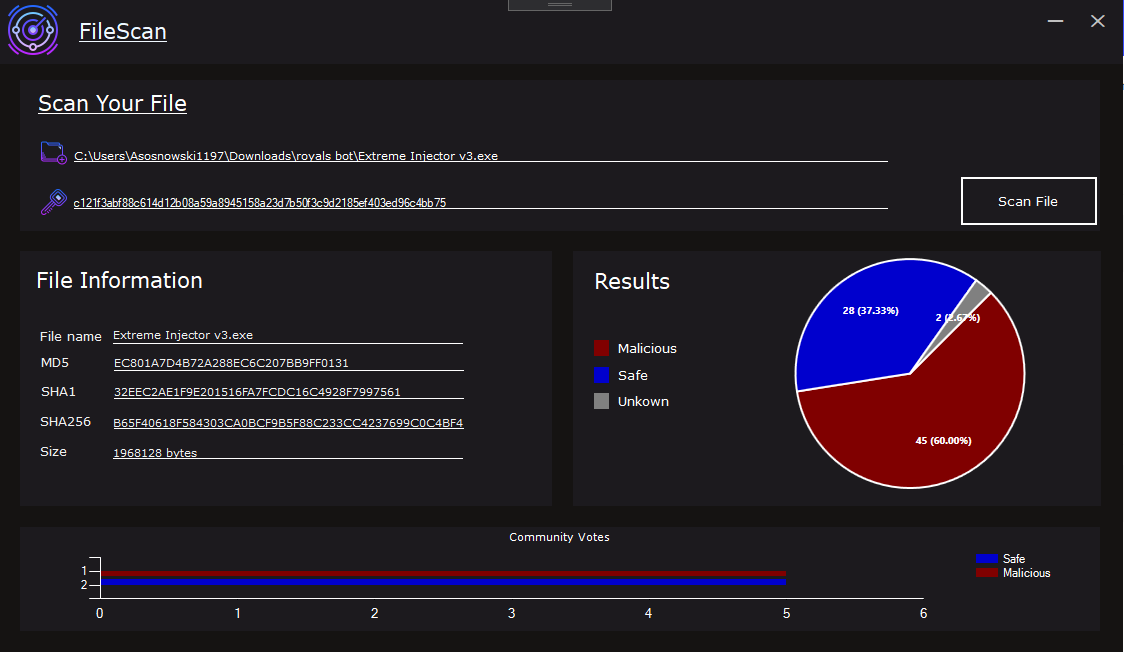 FileScan
Scan Your File
C:\Users\Asosnowski1197\Downloads\royals bot\Extreme Injector v3.exe
c121f3abf88c614d12b08a59a8945158a23d7b50f3c9d2185ef403ed96c4bb75
Scan File
File Information
File name Extreme Injector v3.exe
MD5 EC801A7D4B72A288EC6C207BB9FF0131
SHA1 32EEC2AE1F9E201516FA7FCDC16C4928F7997561
SHA256 B65F40618F584303CA0BCF9B5F88C233CC4237699C0C4BF4
Size 1968128 bytes
Results
Malicious
Safe
Unkown
28 (37.33%)
2 (2.67%)
45 (60.00%)
Community Votes
1
2
0 1 2 3 4 5 6
Safe
Malicious